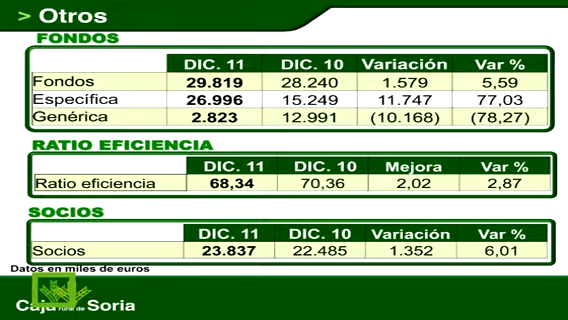 > Otros
FONDOS
DIC. 11 DIC. 10 Variación Var %
Fondos 29.819 28.240 1.579 5,59
Específica 26.996 15.249 11.747 77,03
Genérica 2.823 12.991 (10.168) (78,27)
RATIO EFICIENCIA
DIC. 11 DIC. 10 Mejora Var %
Ratio eficiencia 68,34 70,36 2,02 2,87
SOCIOS
DIC. 11 DIC. 10 Variación Var %
Socios 23.837 22.485 1.352 6,01
Datos en miles de euros
Caja rural de Soria